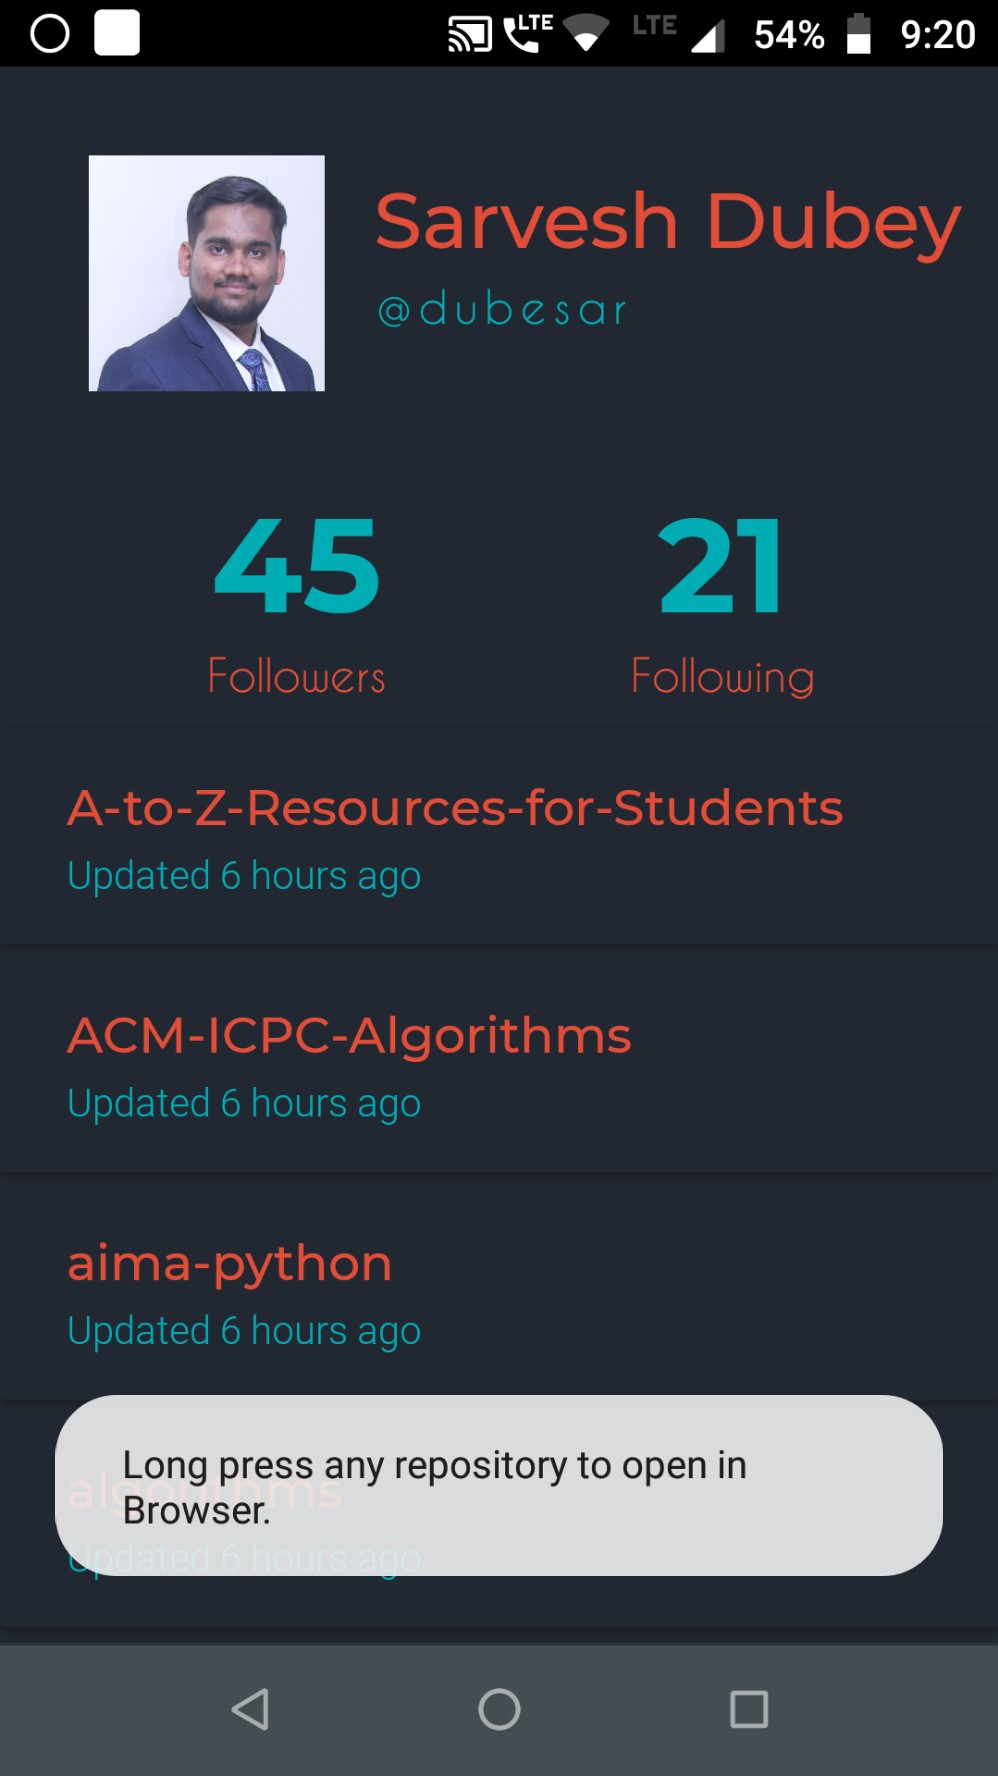 LTE LTE 54% 9:20
Sarvesh Dubey
@dubesar
45 21
Followers Following
A-to-Z-Resources-for-Students
Updated 6 hours ago
ACM-ICPC-Algorithms
Updated 6 hours ago
aima-python
Updated 6 hours ago
Long press any repository to open in
algorithms
Browser.
Updated 6 hours ago